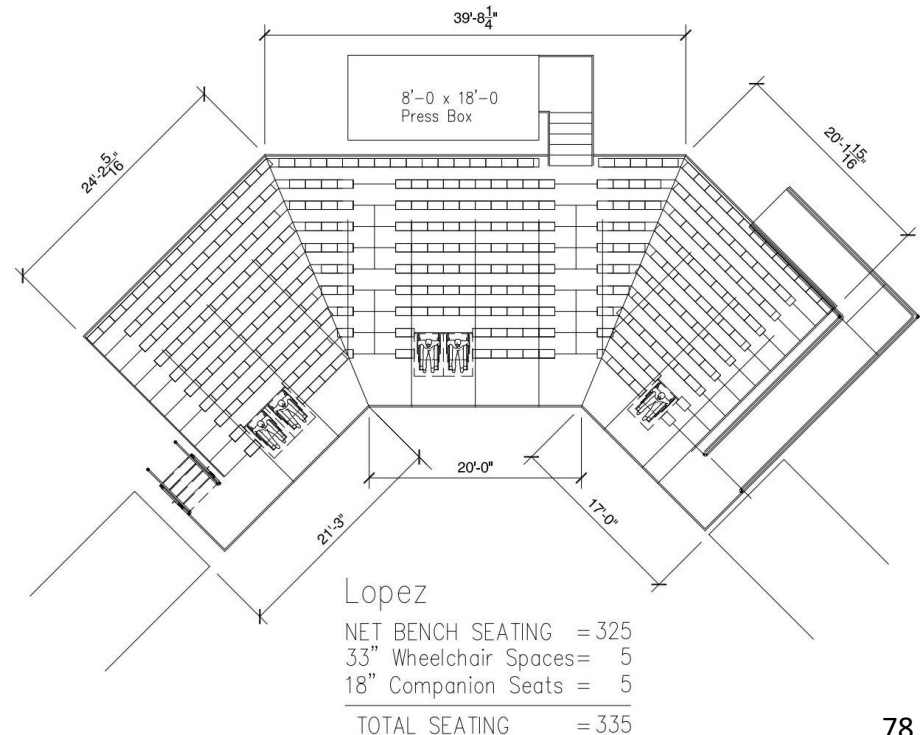 39'-8 1/4"
8'-0 x 18'-0
Press Box
24'-2 5/16"
20'-1 15/16"
20'-0"
21'-3"
17'-0"
Lopez
NET BENCH SEATING = 325
33" Wheelchair Spaces= 5
18" Companion Seats = 5
TOTAL SEATING = 335
78